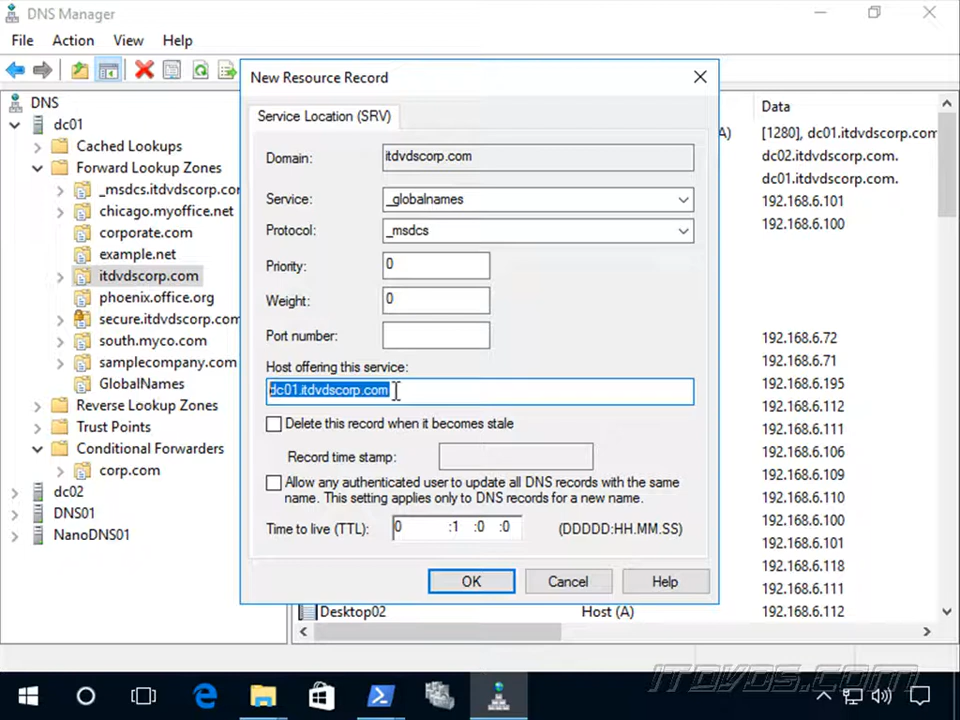 DNS Manager
File Action View Help
DNS
dc01
Cached Lookups
Forward Lookup Zones
_msdcs.itdvdscorp.cor
chicago.myoffice.net
corporate.com
example.net
itdvdscorp.com
phoenix.office.org
secure.itdvdscorp.com
south.myco.com
samplecompany.com
GlobalNames
Reverse Lookup Zones
Trust Points
Conditional Forwarders
corp.com
dc02
DNS01
NanoDNS01
New Resource Record
Service Location (SRV)
Domain: itdvdscorp.com
Service: _globalnames
Protocol: _msdcs
Priority: 0
Weight: 0
Port number:
Host offering this service:
dc01.itdvdscorp.com
Delete this record when it becomes stale
Record time stamp:
Allow any authenticated user to update all DNS records with the same
name. This setting applies only to DNS records for a new name.
Time to live (TTL): 0 :1 :0 :0 (DDDDD:HH.MM.SS)
OK Cancel Help
Data
A) [1280], dc01.itdvdscorp.com
dc02.itdvdscorp.com.
dc01.itdvdscorp.com.
192.168.6.101
192.168.6.100
192.168.6.72
192.168.6.71
192.168.6.195
192.168.6.112
192.168.6.111
192.168.6.106
192.168.6.109
192.168.6.110
192.168.6.100
192.168.6.101
192.168.6.118
192.168.6.111
Desktop02 Host (A) 192.168.6.112
ITDVDS.COM